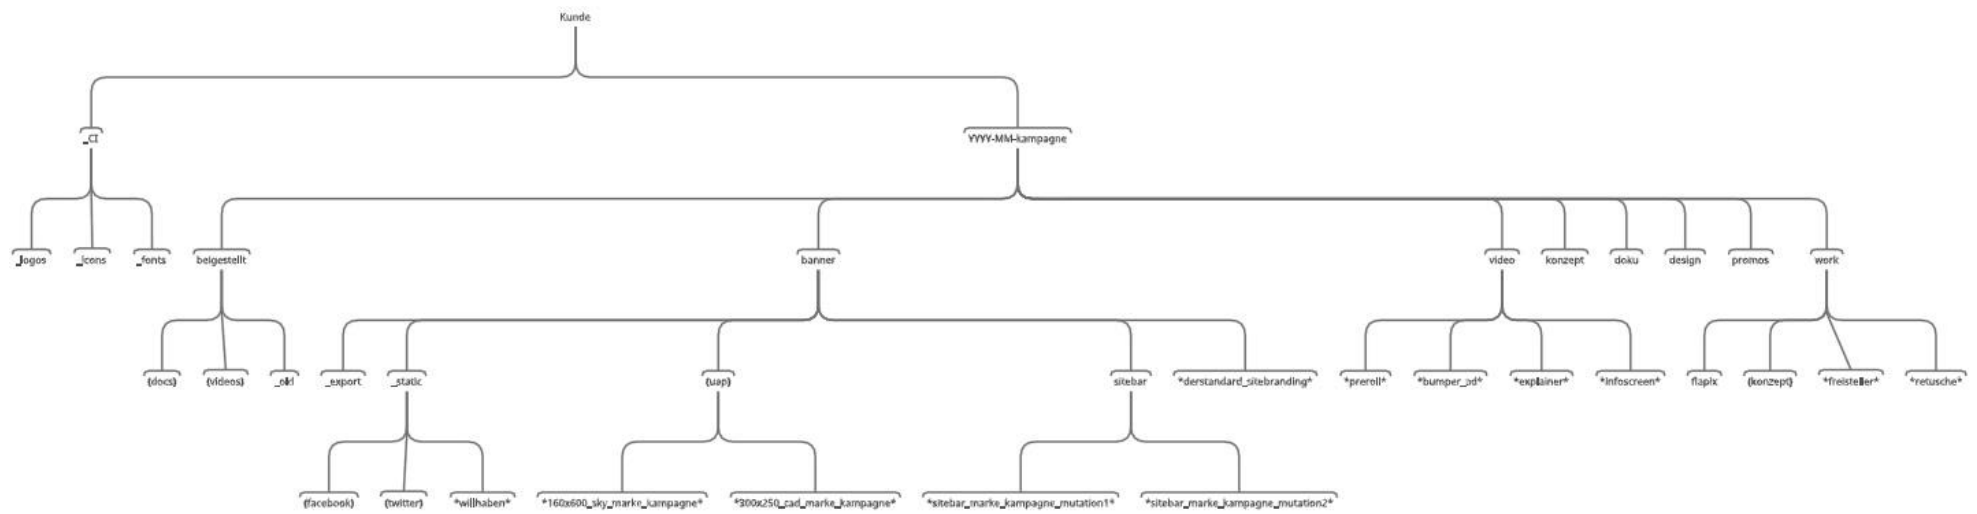 Kunde
_CI
YYYY-MM-kampagne
_logos
_icons
_fonts
beigestellt
banner
video
konzept
doku
design
promos
work
(docs)
(videos)
_old
_export
_static
(uap)
sitebar
*derstandard_sitebranding*
*preroll*
*bumper_ad*
*explainer*
*infoscreen*
flapix
(konzept)
*freisteller*
*retusche*
(facebook)
(twitter)
*willhaben*
*160x600_sky_marke_kampagne*
*300x250_cad_marke_kampagne*
*sitebar_marke_kampagne_mutation1*
*sitebar_marke_kampagne_mutation2*